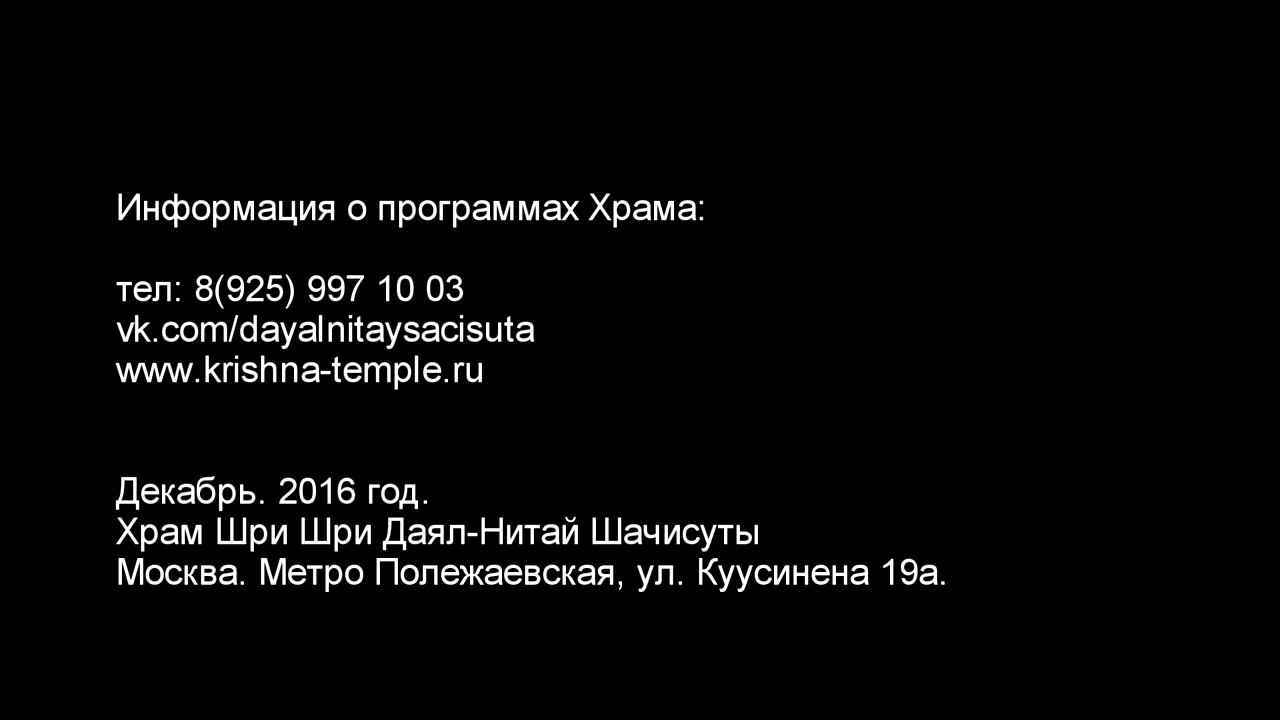 Информация о программах Храма:
тел: 8(925) 997 10 03
vk.com/dayalnitaysacisuta
www.krishna-temple.ru
Декабрь. 2016 год.
Храм Шри Шри Даял-Нитай Шачисуты
Москва. Метро Полежаевская, ул. Куусинена 19а.